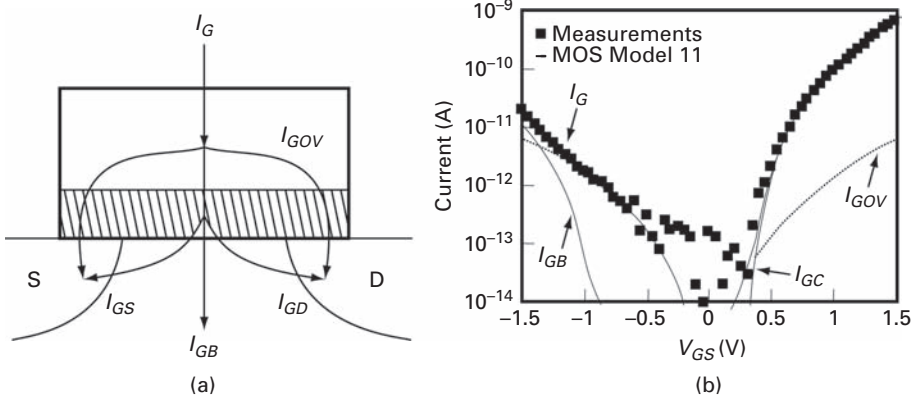 I_G
I_GOV
S
D
I_GS
I_GD
I_GB
(a)
10⁻⁹
Measurements
MOS Model 11
10⁻¹⁰
I_G
10⁻¹¹
Current (A)
10⁻¹²
I_GOV
I_GB
10⁻¹³
I_GC
10⁻¹⁴
−1.5 −1 −0.5 0 0.5 1.0 1.5
V_GS (V)
(b)